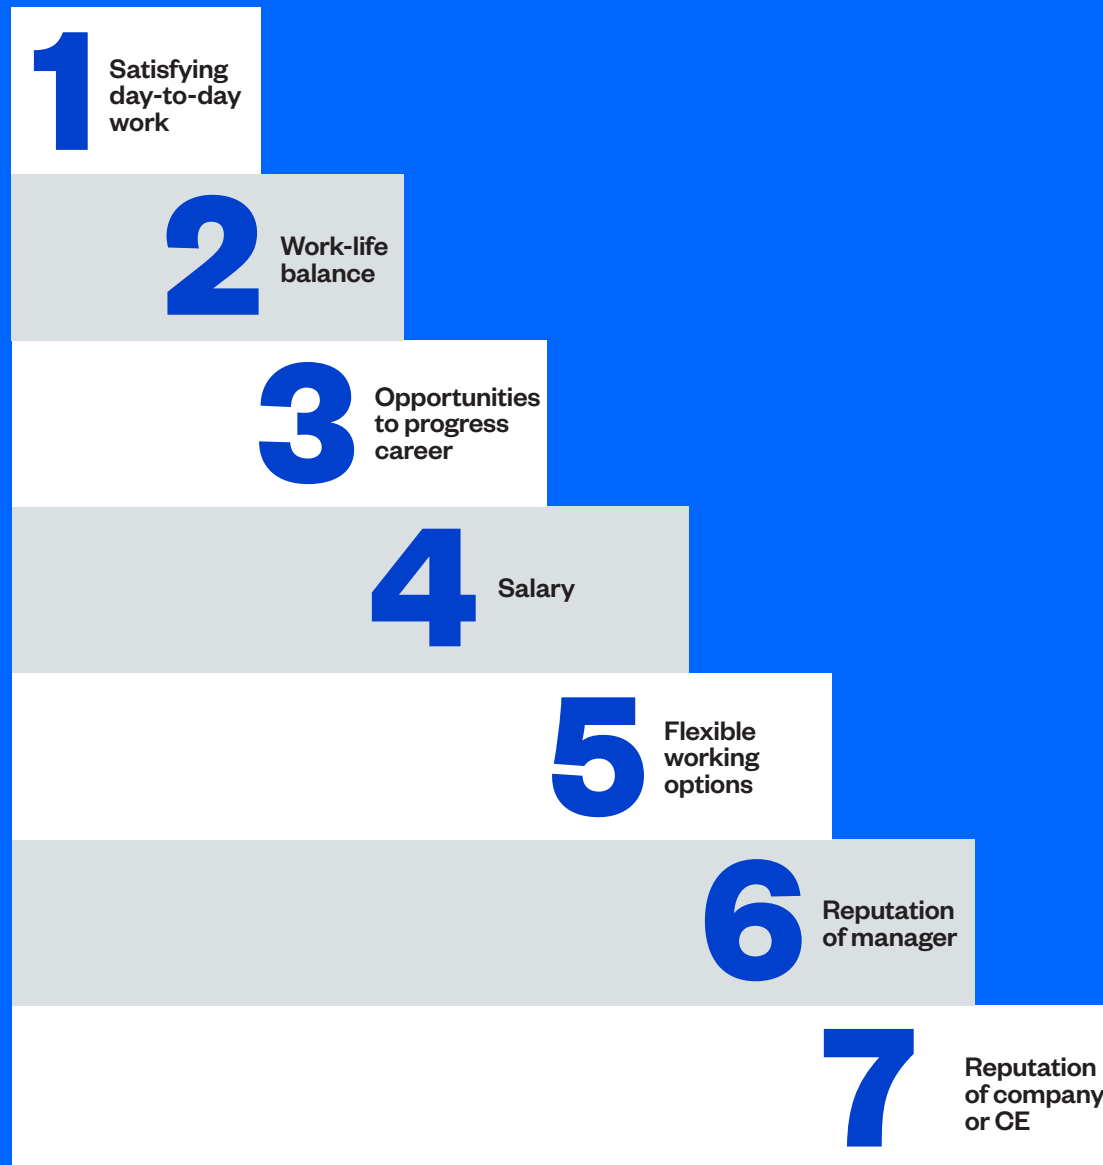 1
Satisfying
day-to-day
work
2
Work-life
balance
3
Opportunities
to progress
career
4
Salary
5
Flexible
working
options
6
Reputation
of manager
7
Reputation
of company
or CE